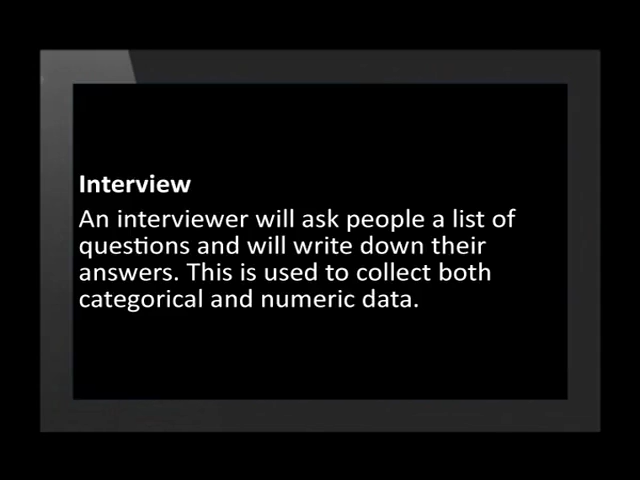 Interview
An interviewer will ask people a list of
questions and will write down their
answers. This is used to collect both
categorical and numeric data.